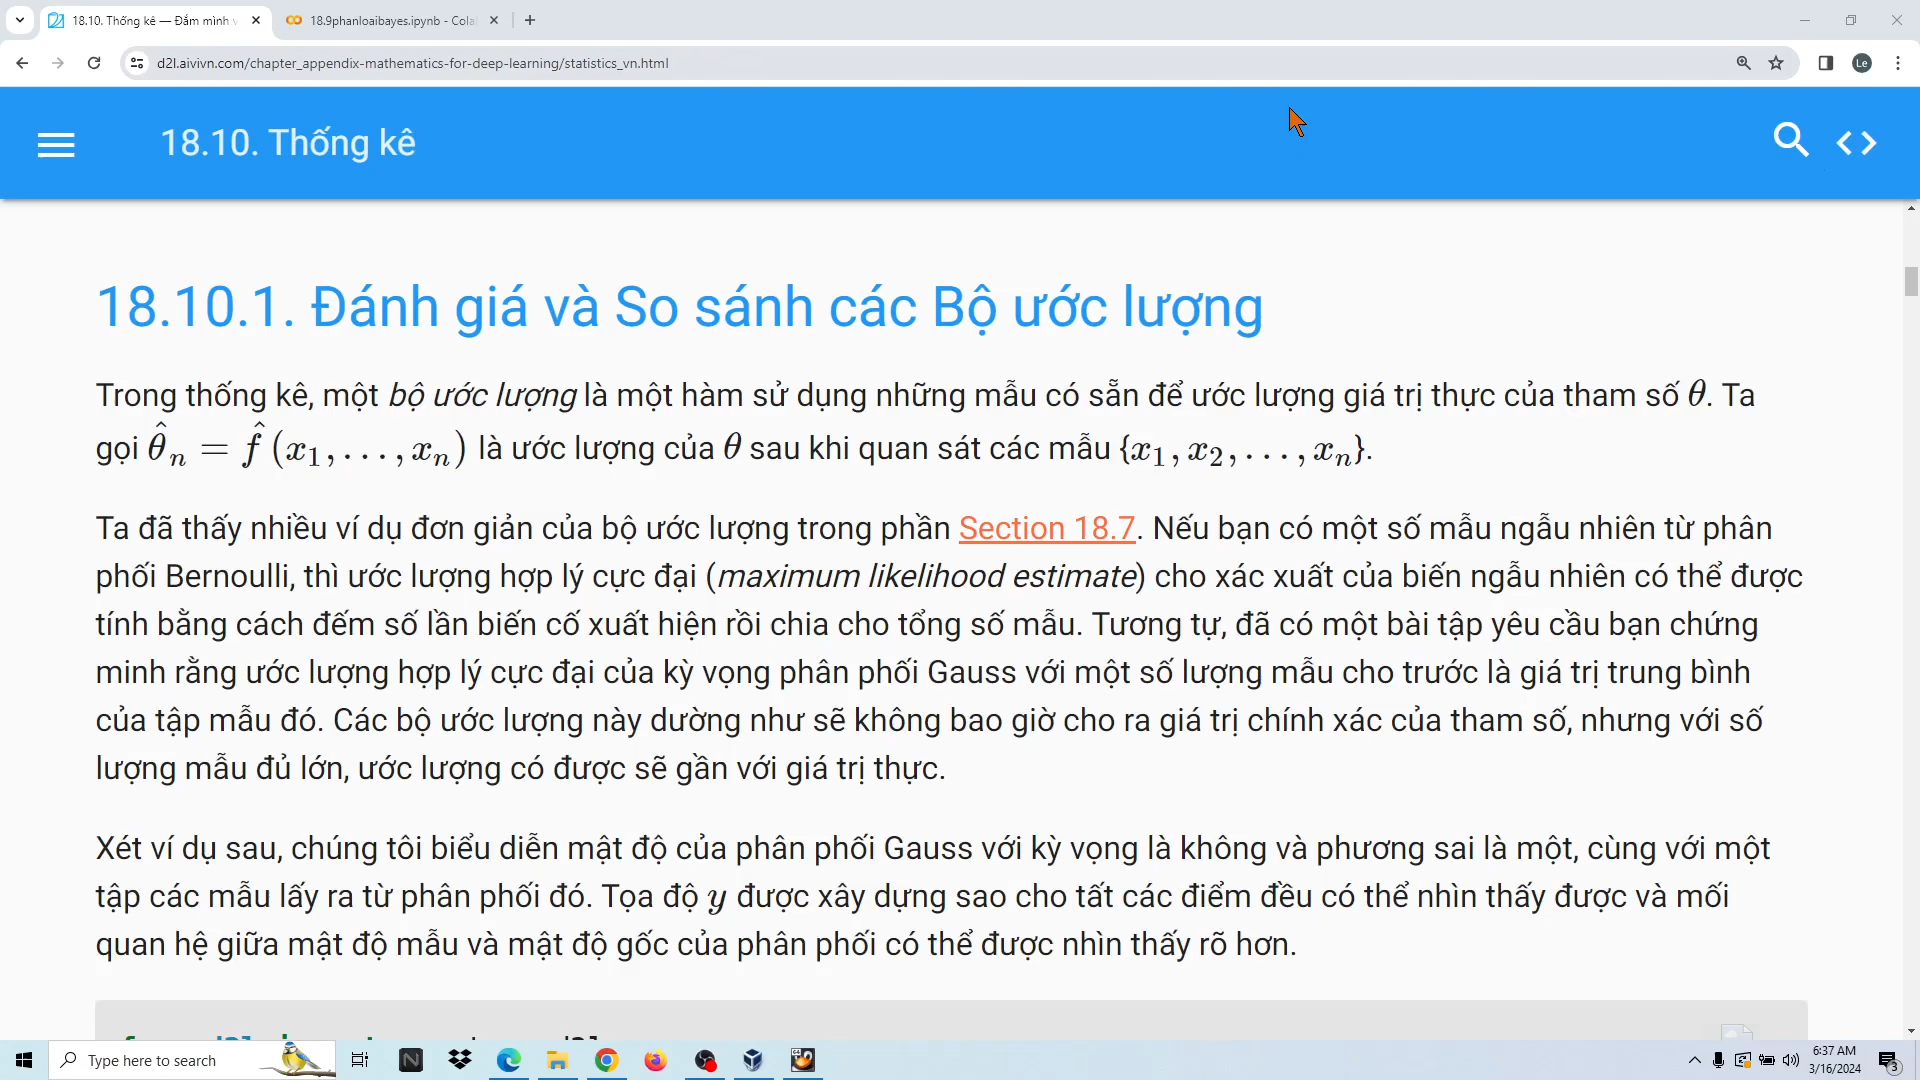 18.10. Thống kê — Đắm mình v
18.9phanloaibayes.ipynb - Cola
d2l.aivivn.com/chapter_appendix-mathematics-for-deep-learning/statistics_vn.html
Le
18.10. Thống kê
18.10.1. Đánh giá và So sánh các Bộ ước lượng
Trong thống kê, một bộ ước lượng là một hàm sử dụng những mẫu có sẵn để ước lượng giá trị thực của tham số θ. Ta
gọi θ̂ₙ = f̂(x₁, . . . , xₙ) là ước lượng của θ sau khi quan sát các mẫu {x₁, x₂, . . . , xₙ}.
Ta đã thấy nhiều ví dụ đơn giản của bộ ước lượng trong phần Section 18.7. Nếu bạn có một số mẫu ngẫu nhiên từ phân
phối Bernoulli, thì ước lượng hợp lý cực đại (maximum likelihood estimate) cho xác xuất của biến ngẫu nhiên có thể được
tính bằng cách đếm số lần biến cố xuất hiện rồi chia cho tổng số mẫu. Tương tự, đã có một bài tập yêu cầu bạn chứng
minh rằng ước lượng hợp lý cực đại của kỳ vọng phân phối Gauss với một số lượng mẫu cho trước là giá trị trung bình
của tập mẫu đó. Các bộ ước lượng này dường như sẽ không bao giờ cho ra giá trị chính xác của tham số, nhưng với số
lượng mẫu đủ lớn, ước lượng có được sẽ gần với giá trị thực.
Xét ví dụ sau, chúng tôi biểu diễn mật độ của phân phối Gauss với kỳ vọng là không và phương sai là một, cùng với một
tập các mẫu lấy ra từ phân phối đó. Tọa độ y được xây dựng sao cho tất các điểm đều có thể nhìn thấy được và mối
quan hệ giữa mật độ mẫu và mật độ gốc của phân phối có thể được nhìn thấy rõ hơn.
Type here to search
6:37 AM
3/16/2024
3